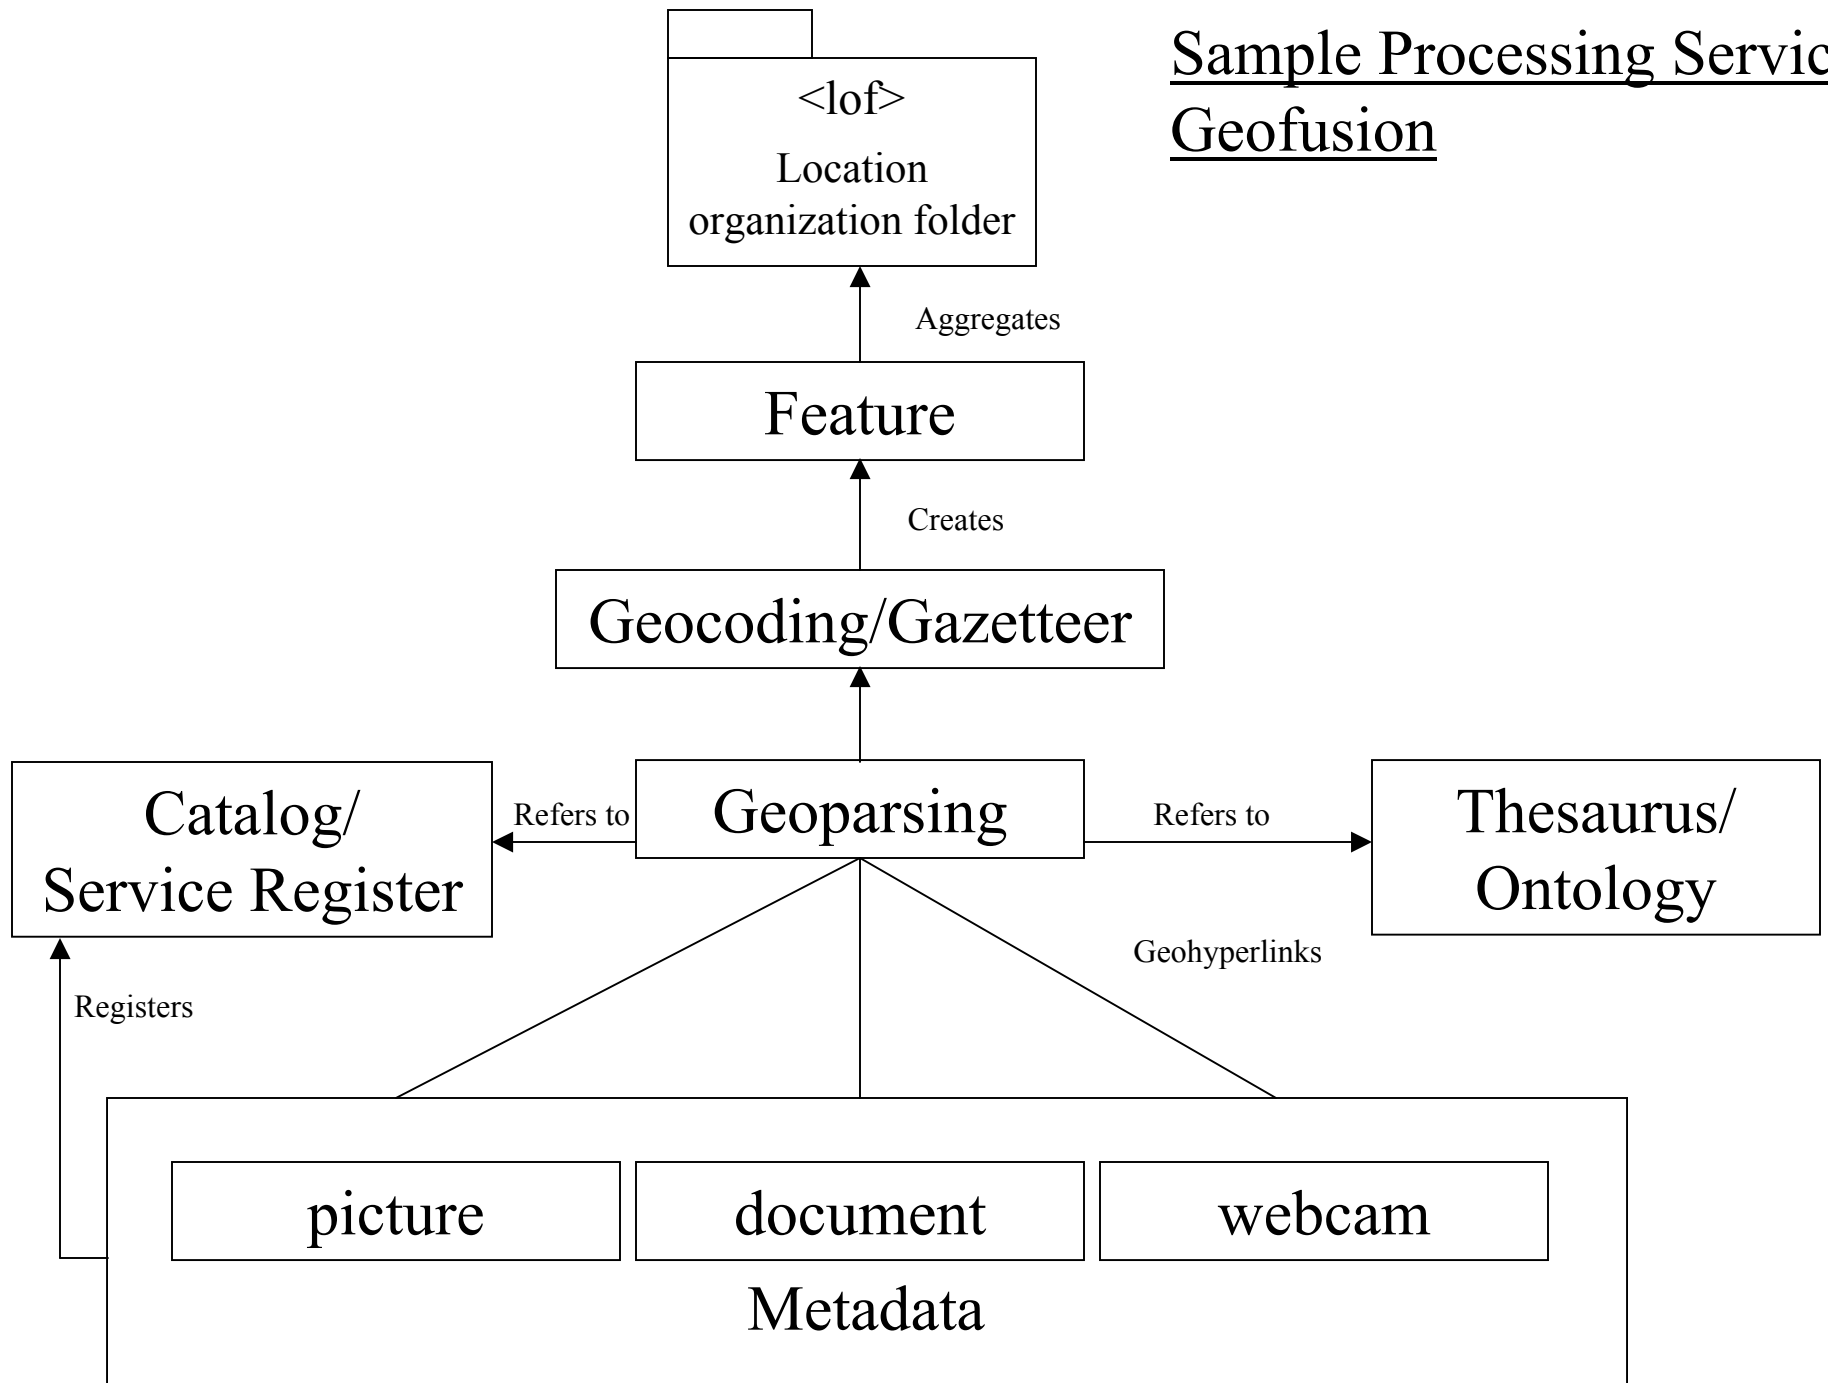 Sample Processing Servic
Geofusion
<lof>
Location
organization folder
Aggregates
Feature
Creates
Geocoding/Gazetteer
Catalog/
Service Register
Refers to
Geoparsing
Refers to
Thesaurus/
Ontology
Geohyperlinks
Registers
picture
document
webcam
Metadata